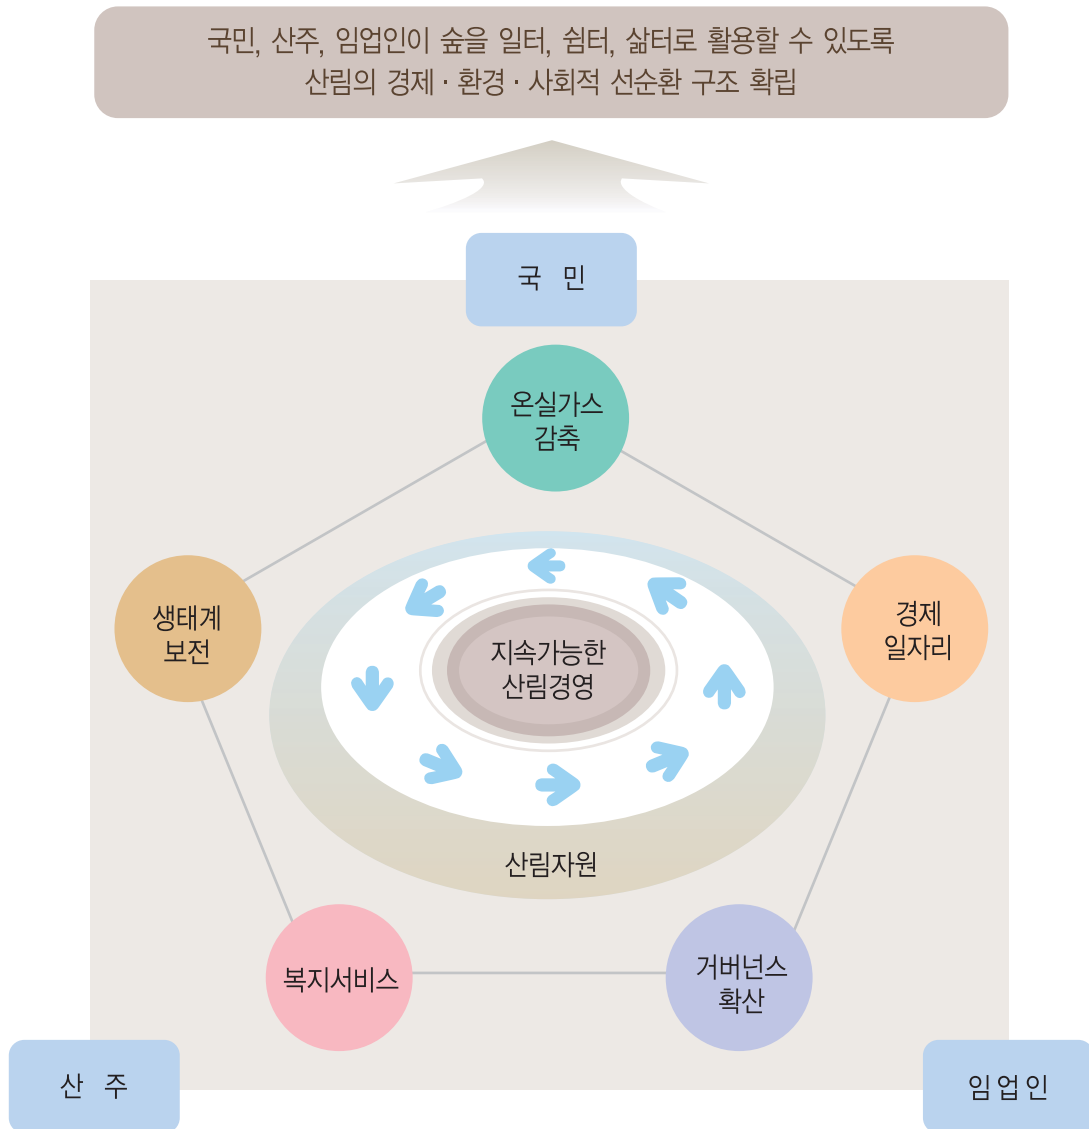 국민, 산주, 임업인이 숲을 일터, 쉼터, 삶터로 활용할 수 있도록
산림의 경제 · 환경 · 사회적 선순환 구조 확립
국 민
온실가스
감축
생태계
보전
경제
일자리
지속가능한
산림경영
산림자원
복지서비스
거버넌스
확산
산 주
임업인